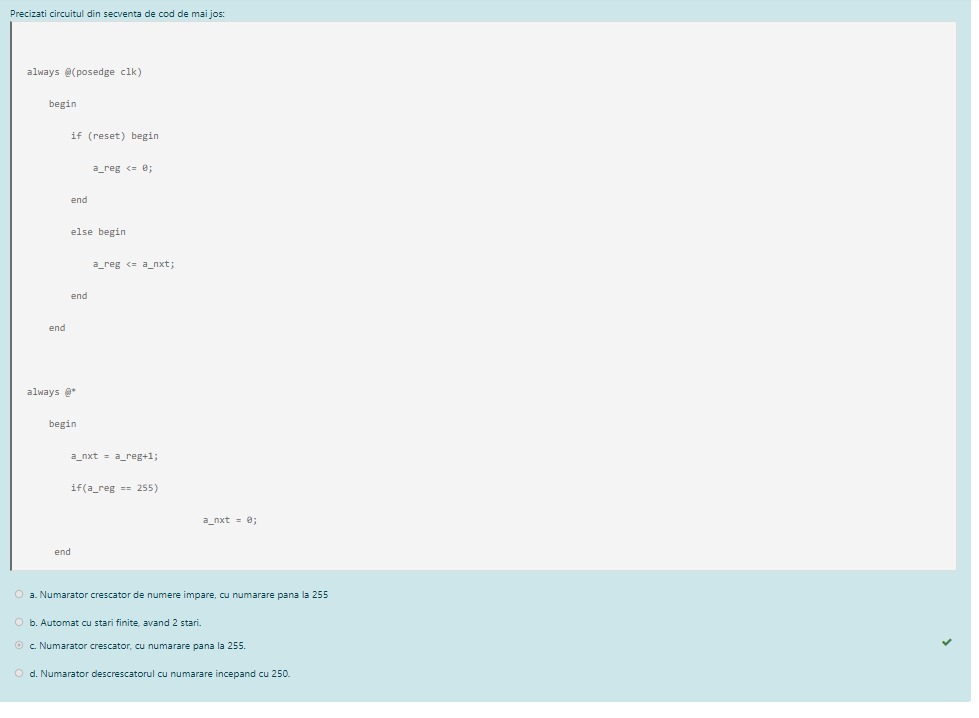 Precizati circuitul din secventa de cod de mai jos:
always @(posedge clk)
begin
if (reset) begin
a_reg <= 0;
end
else begin
a_reg <= a_nxt;
end
end
always @*
begin
a_nxt = a_reg+1;
if(a_reg == 255)
a_nxt = 0;
end
a. Numarator crescator de numere impare, cu numarare pana la 255
b. Automat cu stari finite, avand 2 stari.
c. Numarator crescator, cu numarare pana la 255.
d. Numarator descrescatorul cu numarare incepand cu 250.